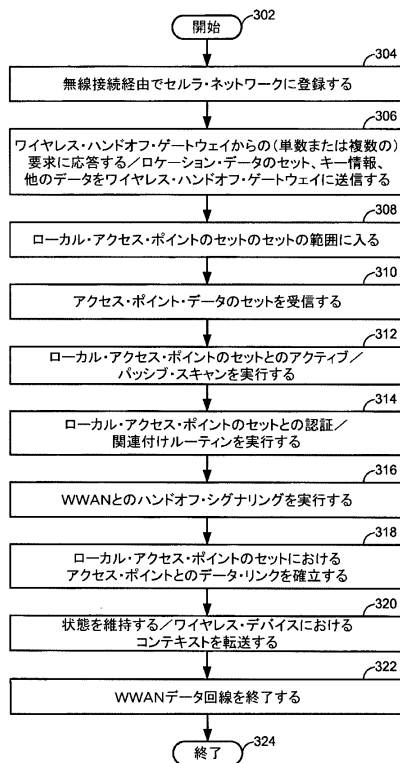 開始
302
304
無線接続経由でセルラ・ネットワークに登録する
306
ワイヤレス・ハンドオフ・ゲートウェイからの(単数または複数の)
要求に応答する/ロケーション・データのセット、キー情報、
他のデータをワイヤレス・ハンドオフ・ゲートウェイに送信する
308
ローカル・アクセス・ポイントのセットのセットの範囲に入る
310
アクセス・ポイント・データのセットを受信する
312
ローカル・アクセス・ポイントのセットとのアクティブ/
パッシブ・スキャンを実行する
314
ローカル・アクセス・ポイントのセットとの認証/
関連付けルーティンを実行する
316
WWANとのハンドオフ・シグナリングを実行する
318
ローカル・アクセス・ポイントのセットにおける
アクセス・ポイントとのデータ・リンクを確立する
320
状態を維持する/ワイヤレス・デバイスにおける
コンテキストを転送する
322
WWANデータ回線を終了する
終了
324